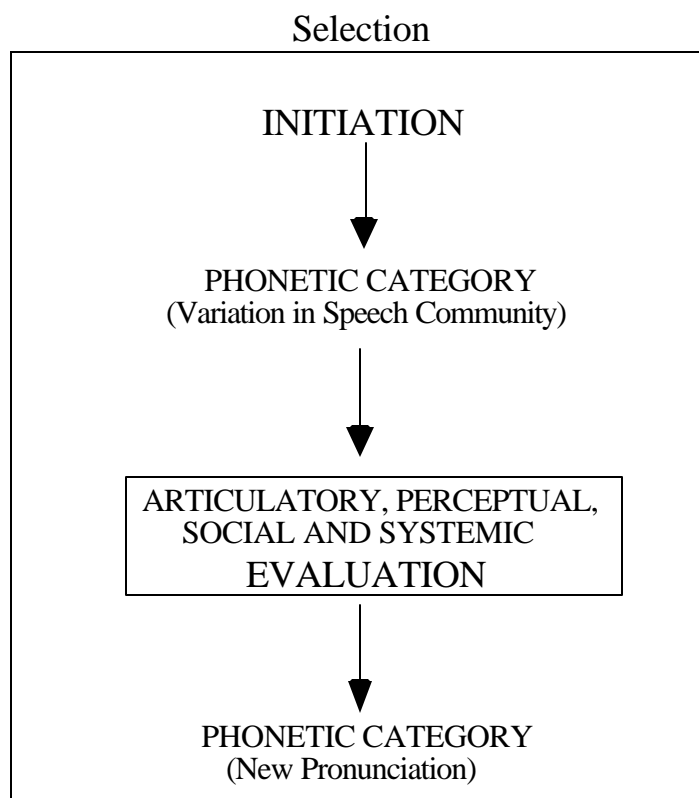 Selection
INITIATION
PHONETIC CATEGORY
(Variation in Speech Community)
ARTICULATORY, PERCEPTUAL,
SOCIAL AND SYSTEMIC
EVALUATION
PHONETIC CATEGORY
(New Pronunciation)